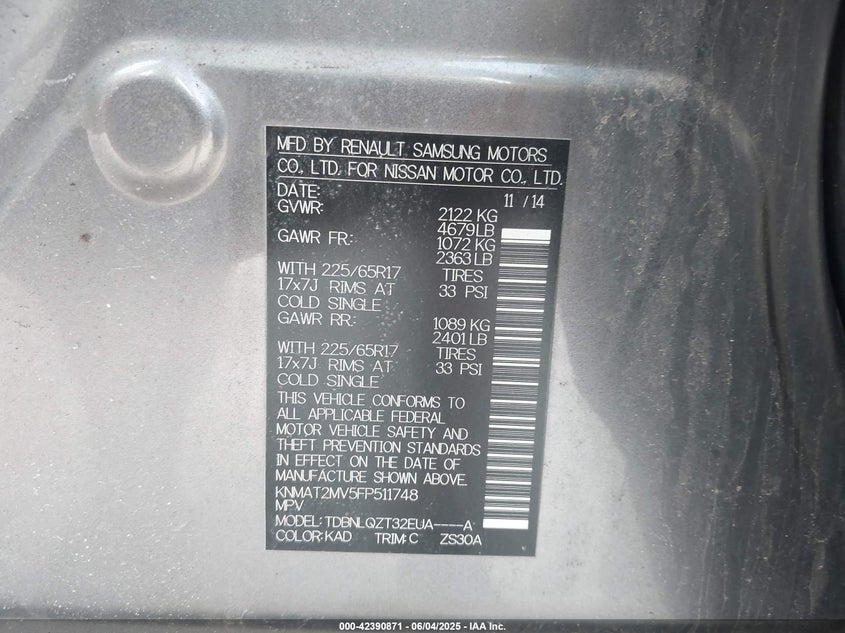 MFD BY RENAULT SAMSUNG MOTORS
CO., LTD. FOR NISSAN MOTOR CO., LTD.
DATE: 11 / 14
GVWR: 2122 KG
4679LB
GAWR FR: 1072 KG
2363 LB
WITH 225/65R17 TIRES
17x7J RIMS AT 33 PSI
COLD SINGLE
GAWR RR: 1089 KG
2401 LB
WITH 225/65R17 TIRES
17x7J RIMS AT 33 PSI
COLD SINGLE
THIS VEHICLE CONFORMS TO
ALL APPLICABLE FEDERAL
MOTOR VEHICLE SAFETY AND
THEFT PREVENTION STANDARDS
IN EFFECT ON THE DATE OF
MANUFACTURE SHOWN ABOVE.
KNMAT2MV5FP511748
MPV
MODEL: TDBNLQZT32EUA----A
COLOR: KAD TRIM: C ZS30A
000-42390871 | 06/04/2025 - IAA Inc.